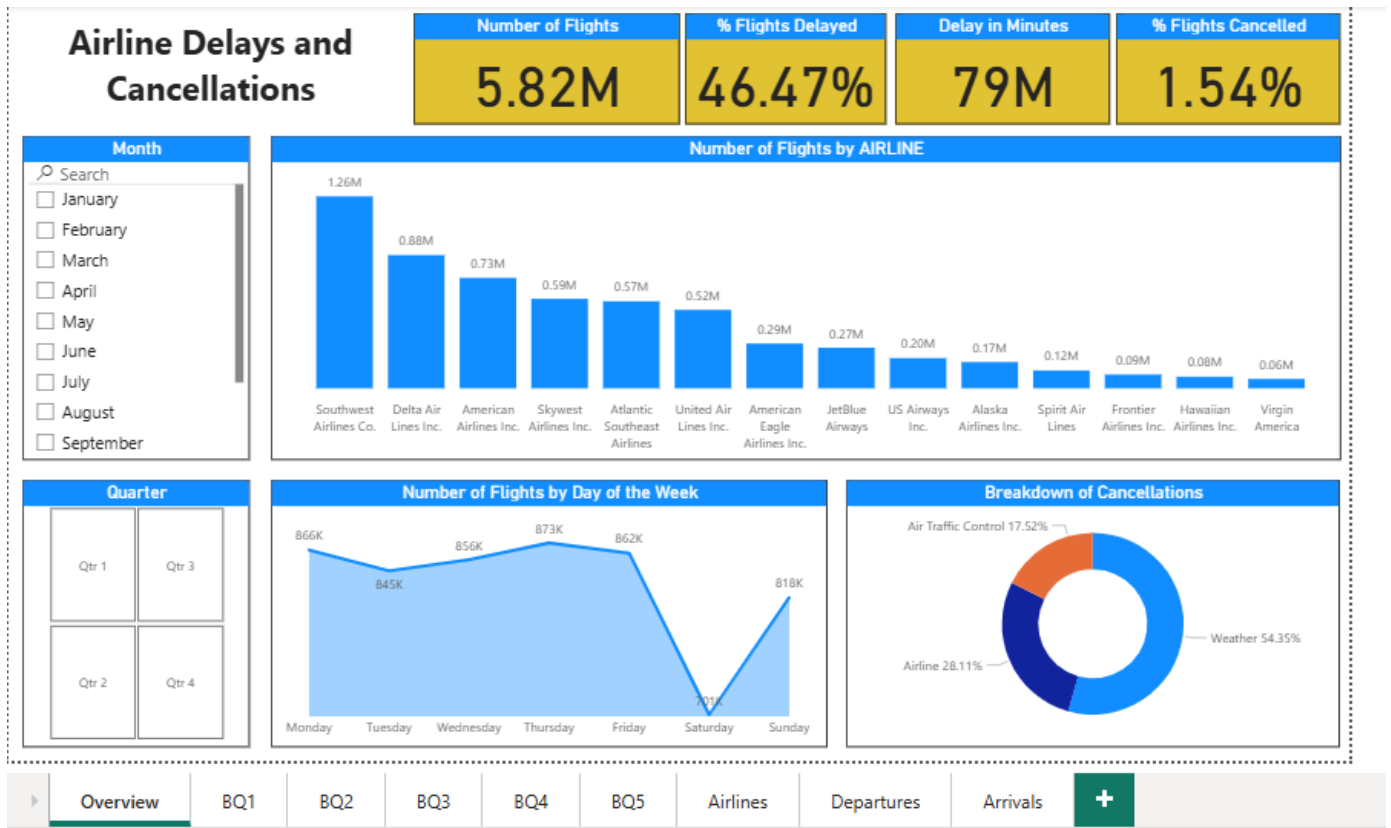 Airline Delays and
Cancellations
Number of Flights
5.82M
% Flights Delayed
46.47%
Delay in Minutes
79M
% Flights Cancelled
1.54%
Month
Search
January
February
March
April
May
June
July
August
September
Number of Flights by AIRLINE
1.26M
0.88M
0.73M
0.59M
0.57M
0.52M
0.29M
0.27M
0.20M
0.17M
0.12M
0.09M
0.08M
0.06M
Southwest
Airlines Co.
Delta Air
Lines Inc.
American
Airlines Inc.
Skywest
Airlines Inc.
Atlantic
Southeast
Airlines
United Air
Lines Inc.
American
Eagle
Airlines Inc.
JetBlue
Airways
US Airways
Inc.
Alaska
Airlines Inc.
Spirit Air
Lines
Frontier
Airlines Inc.
Hawaiian
Airlines Inc.
Virgin
America
Quarter
Qtr 1
Qtr 3
Qtr 2
Qtr 4
Number of Flights by Day of the Week
866K
845K
856K
873K
862K
701K
818K
Monday
Tuesday
Wednesday
Thursday
Friday
Saturday
Sunday
Breakdown of Cancellations
Air Traffic Control 17.52%
Weather 54.35%
Airline 28.11%
Overview
BQ1
BQ2
BQ3
BQ4
BQ5
Airlines
Departures
Arrivals
+